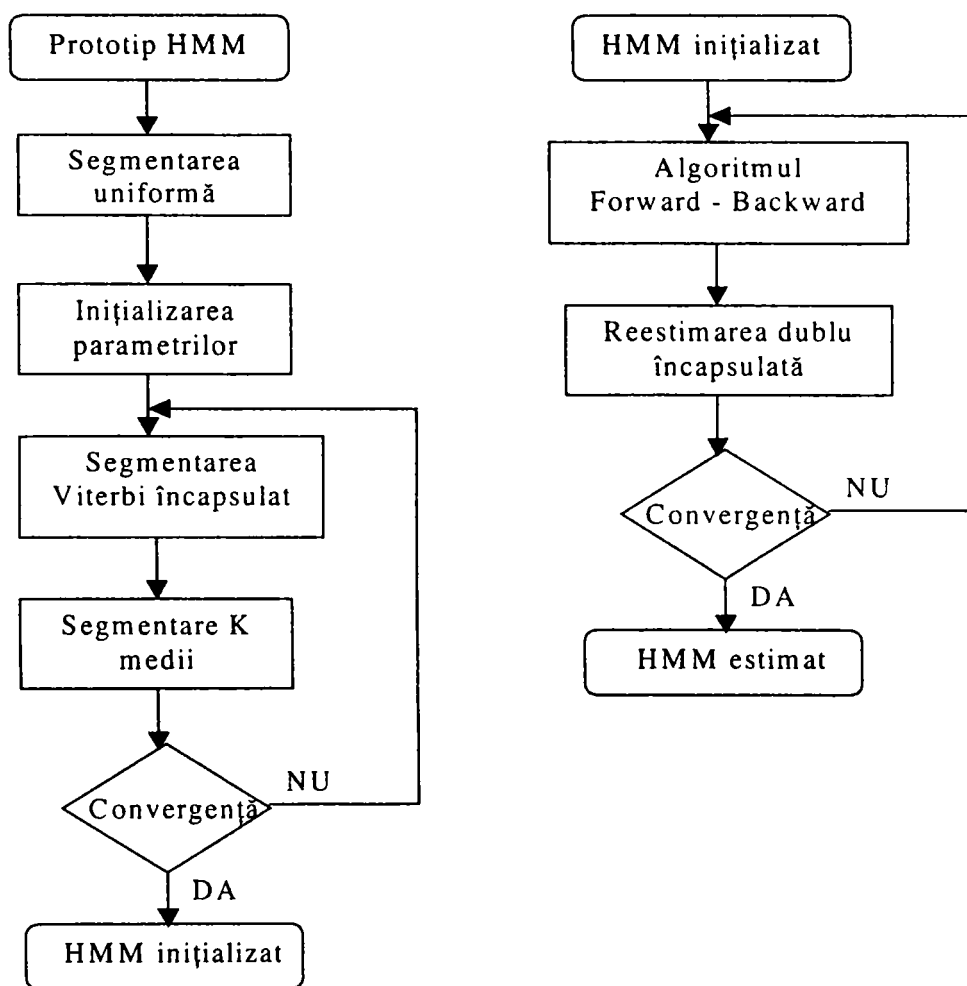 Prototip HMM
Segmentarea
uniformă
Inițializarea
parametrilor
Segmentarea
Viterbi încapsulat
Segmentare K
medii
Convergență
NU
DA
HMM inițializat
HMM inițializat
Algoritmul
Forward - Backward
Reestimarea dublu
încapsulată
Convergență
NU
DA
HMM estimat